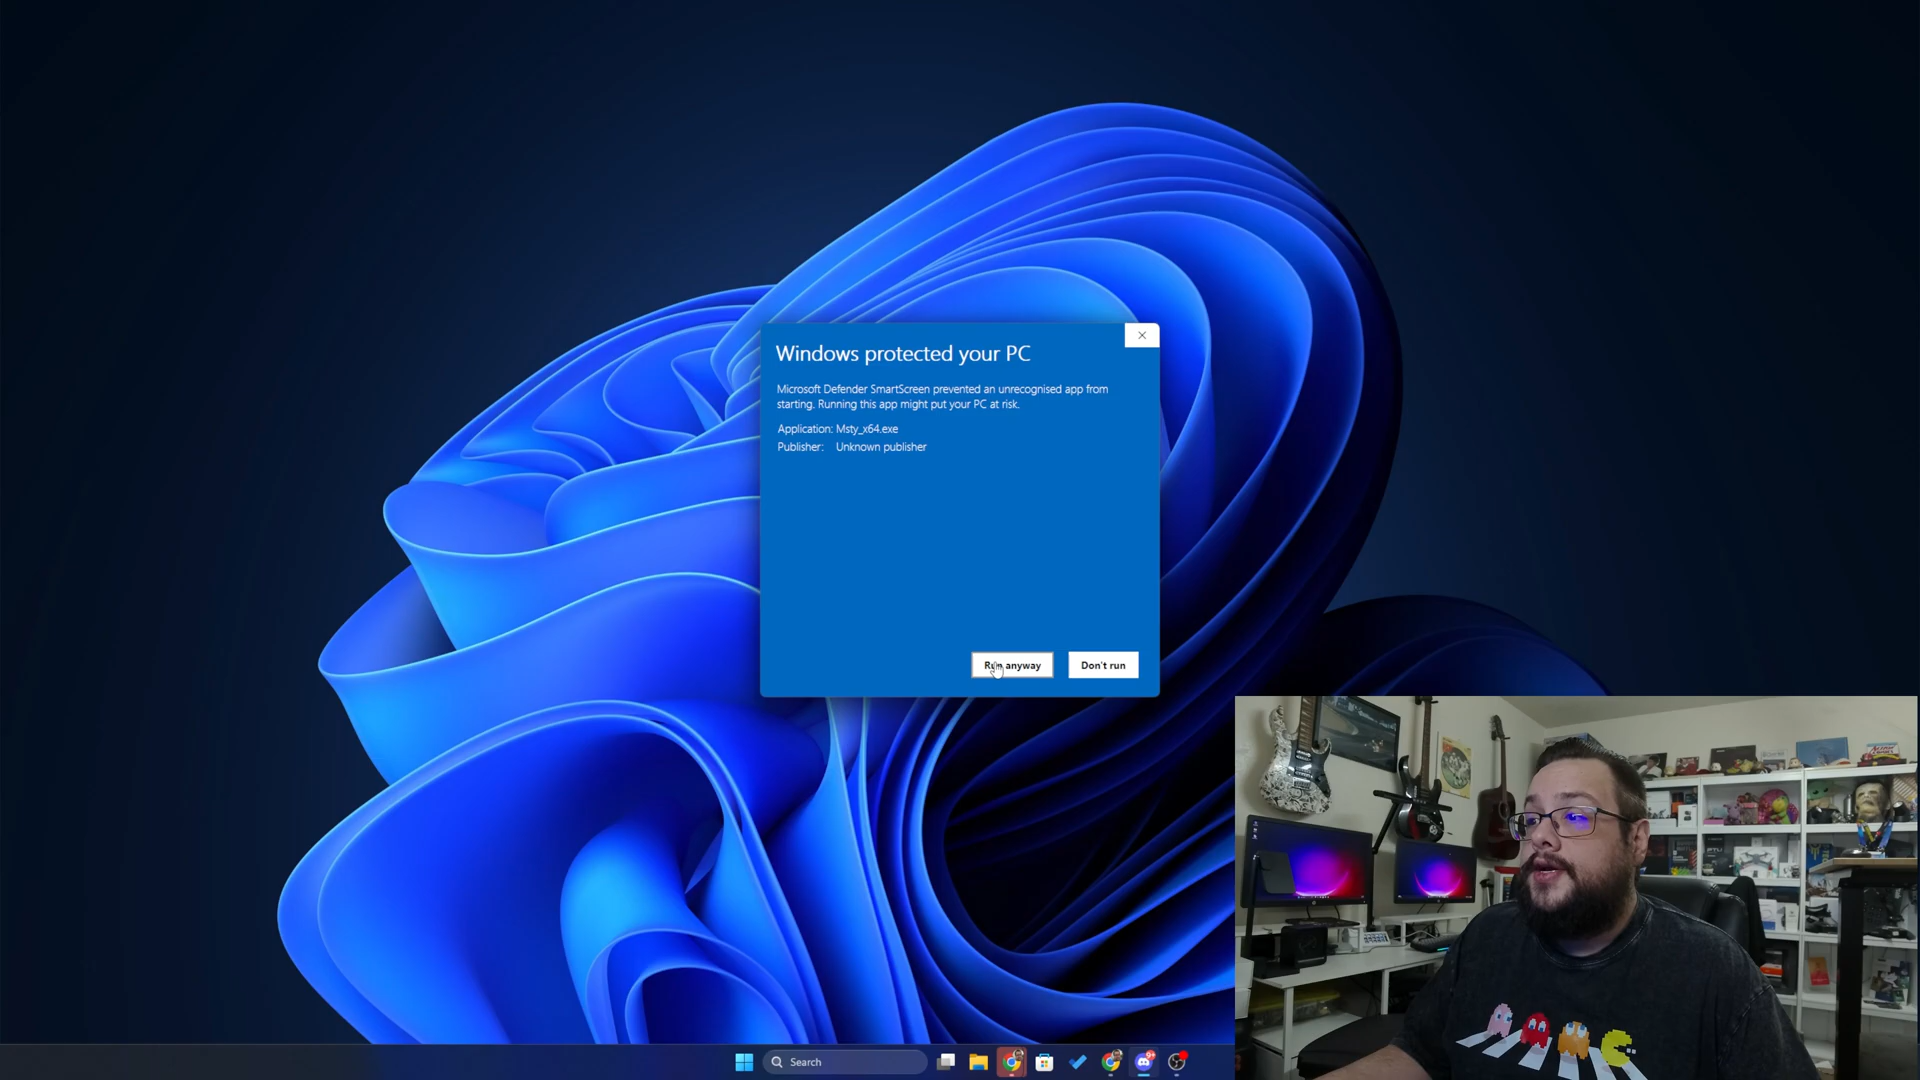 Windows protected your PC
Microsoft Defender SmartScreen prevented an unrecognised app from
starting. Running this app might put your PC at risk.
Application: Msty_x64.exe
Publisher: Unknown publisher
Run anyway
Don't run
Search